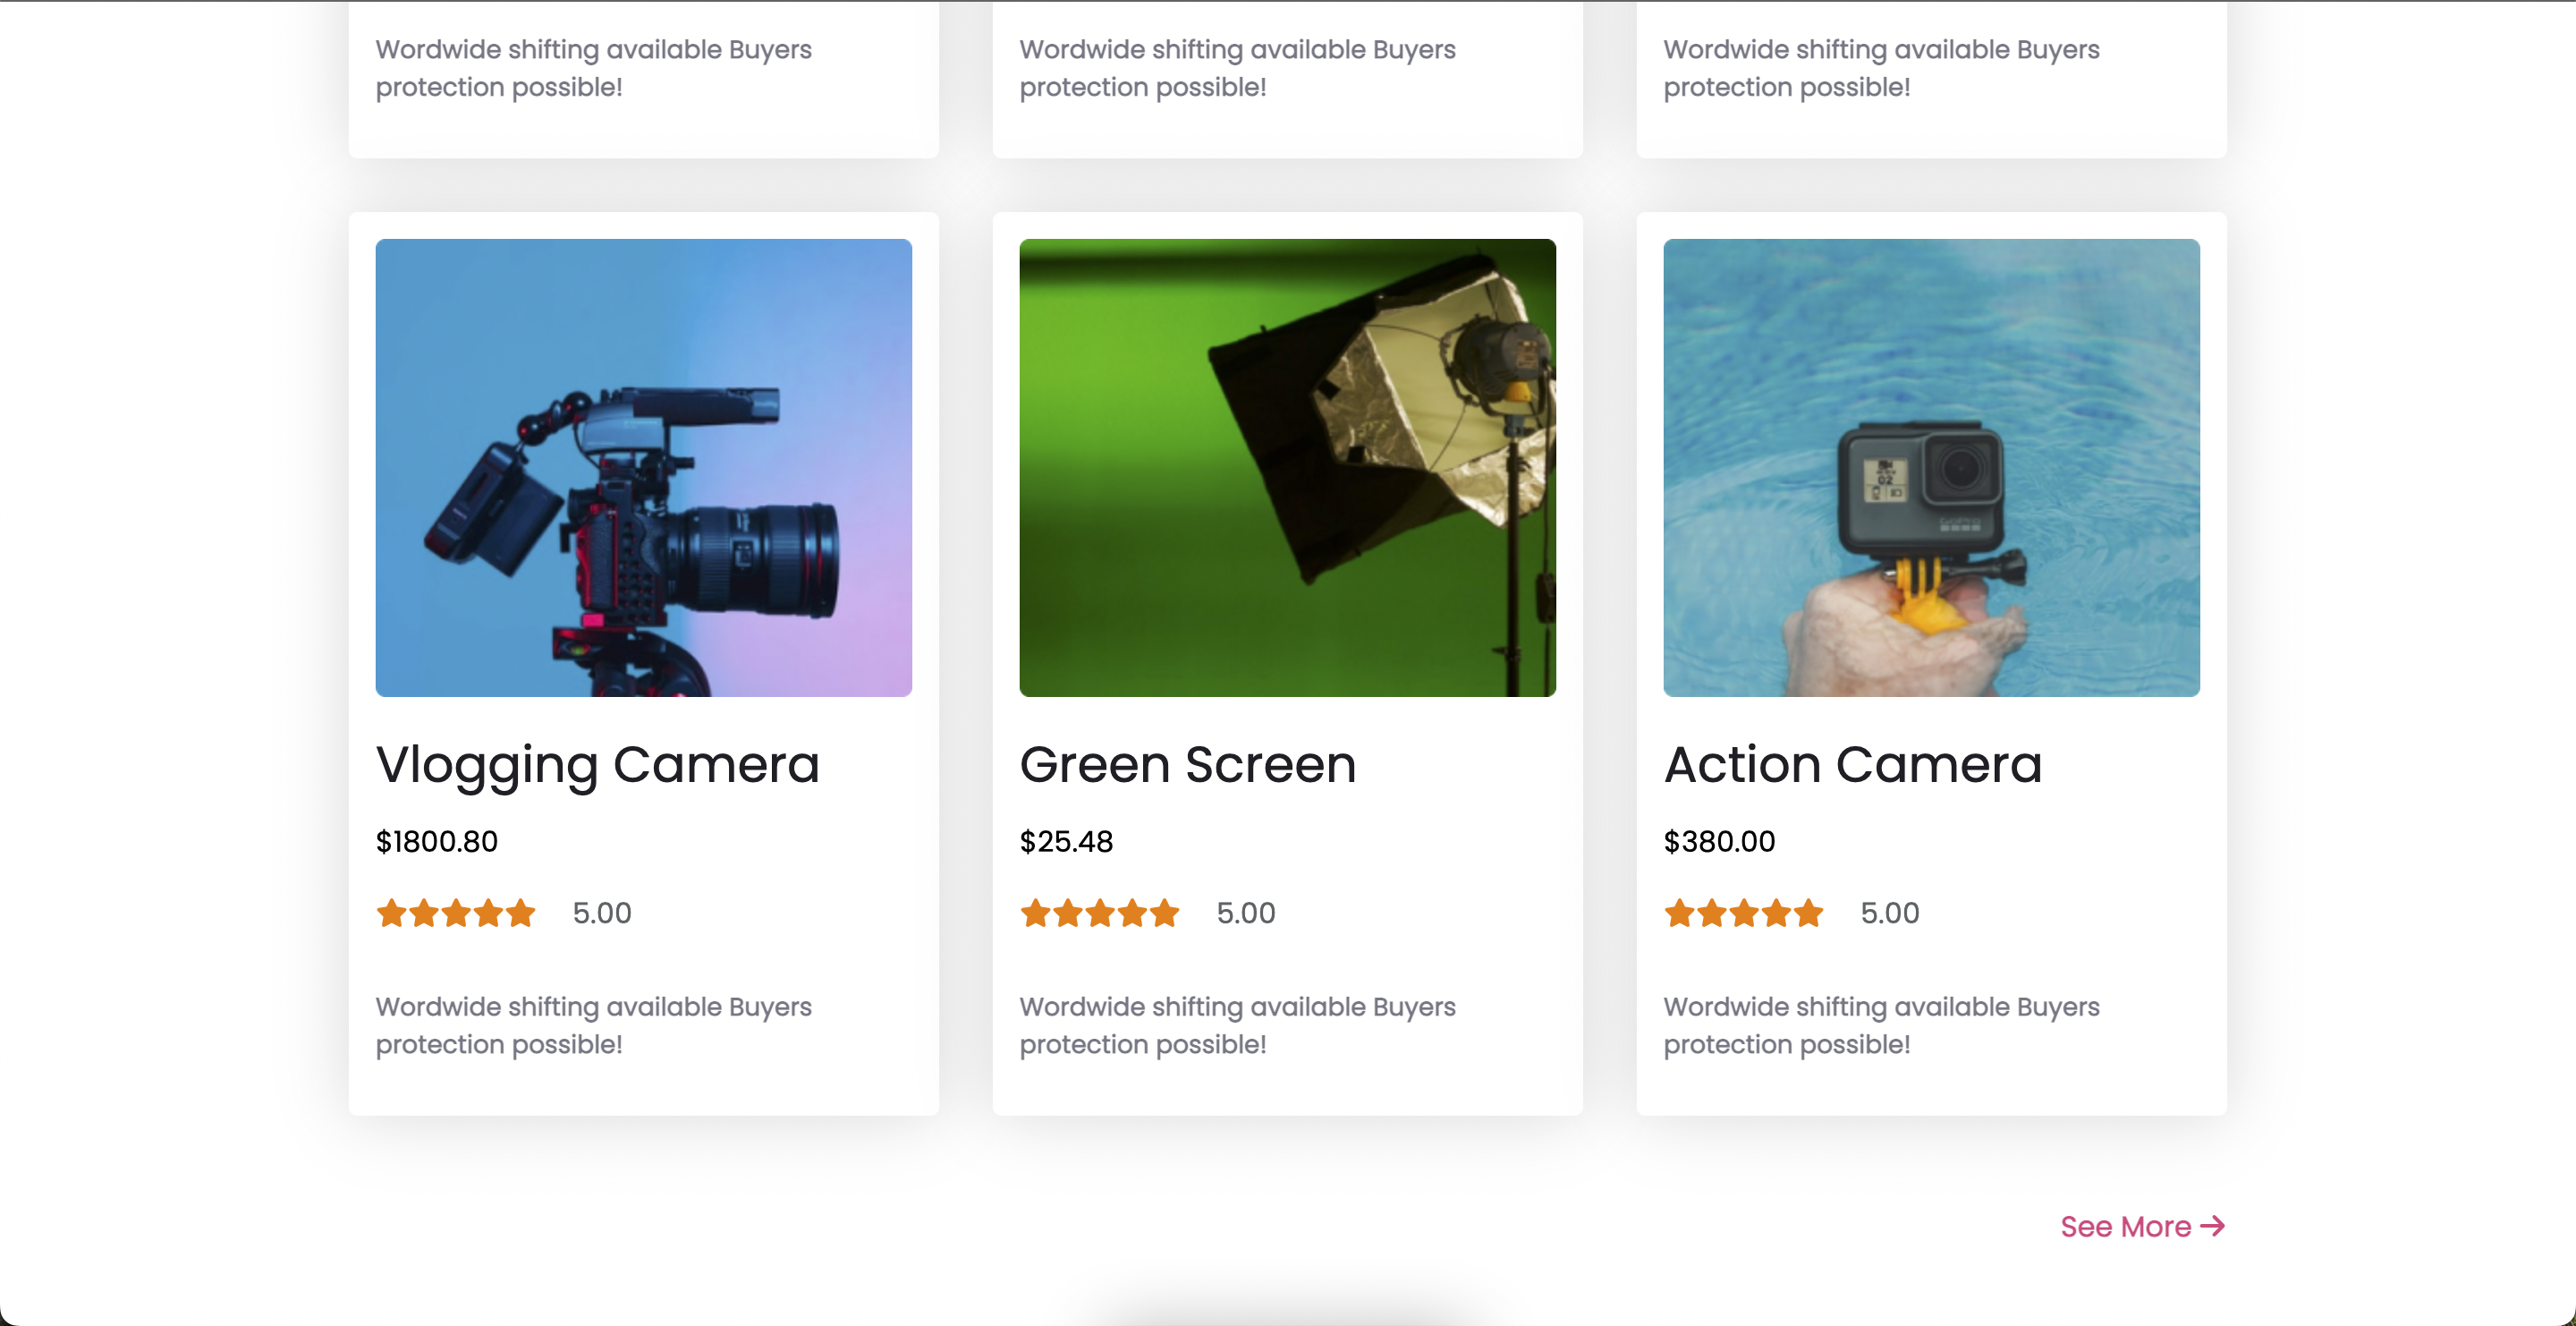 Wordwide shifting available Buyers
protection possible!
Wordwide shifting available Buyers
protection possible!
Wordwide shifting available Buyers
protection possible!
Vlogging Camera
$1800.80
5.00
Wordwide shifting available Buyers
protection possible!
Green Screen
$25.48
5.00
Wordwide shifting available Buyers
protection possible!
02
GoPro
Action Camera
$380.00
5.00
Wordwide shifting available Buyers
protection possible!
See More